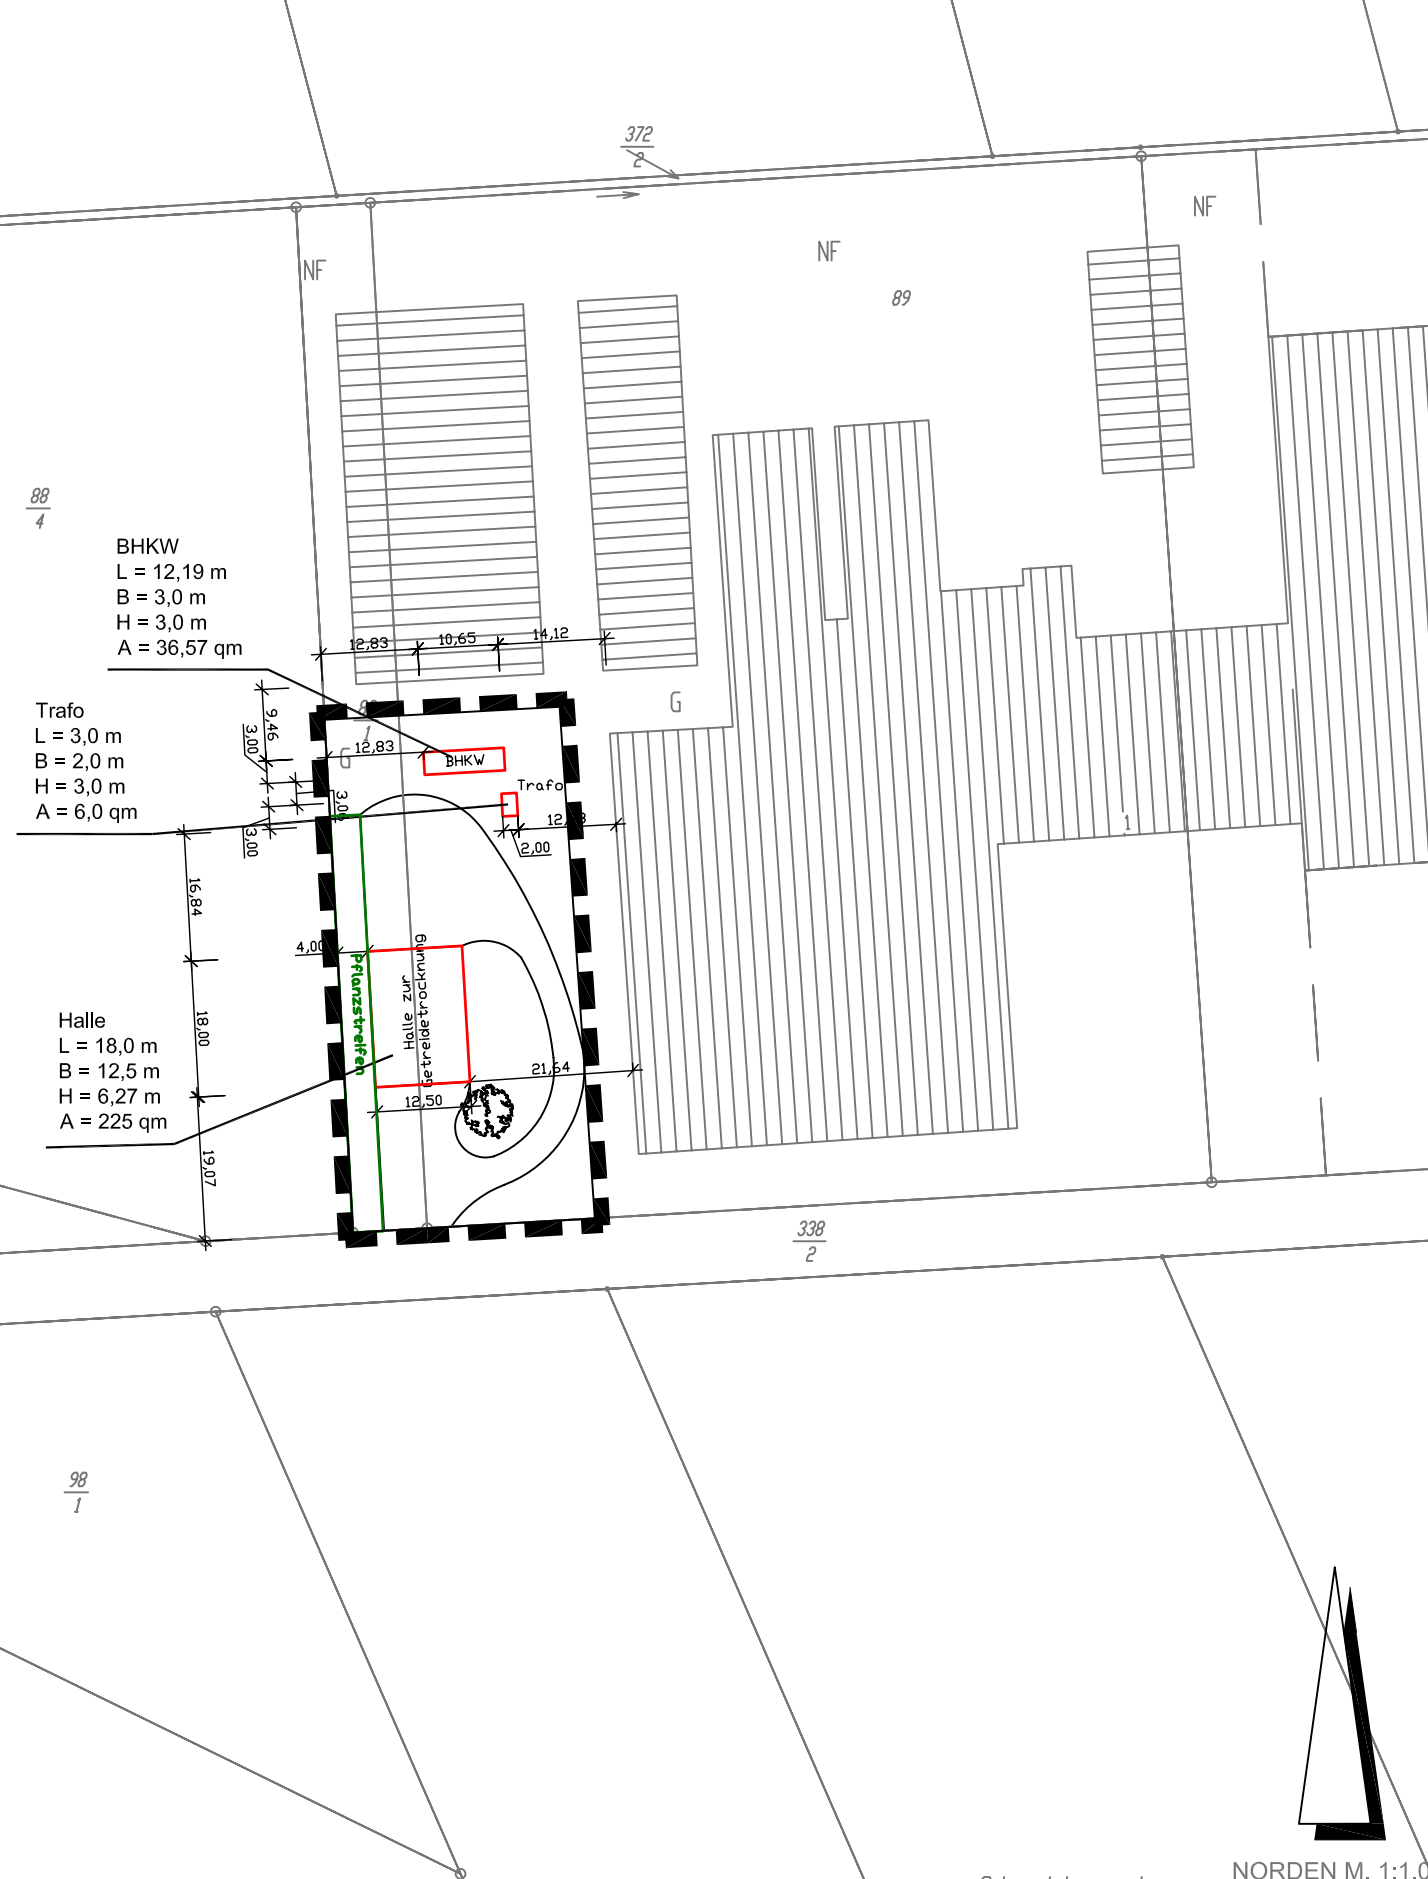 372
2
NF
NF
NF
89
88
4
BHKW
L = 12,19 m
B = 3,0 m
H = 3,0 m
A = 36,57 qm
12,83
10,65
14,12
Trafo
L = 3,0 m
B = 2,0 m
H = 3,0 m
A = 6,0 qm
9,46
3,00
1
G
G
12,83
BHKW
Trafo
3,00
2,00
3,00
1
16,84
4,00
Pflanzstreifen
Halle zur
Getreidetrocknung
18,00
Halle
L = 18,0 m
B = 12,5 m
H = 6,27 m
A = 225 qm
21,64
12,50
19,07
338
2
98
1
NORDEN M. 1:1.0